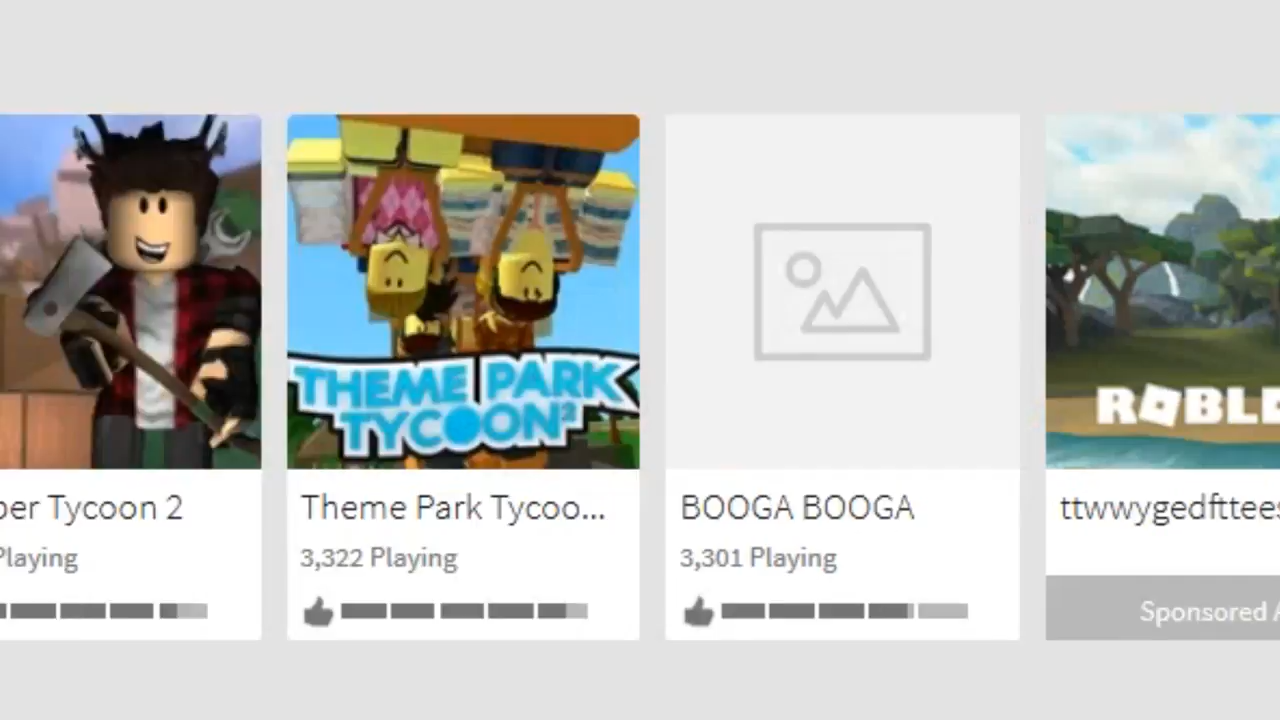 THEME PARK
TYCOON²
ROBL
per Tycoon 2
Playing
Theme Park Tycoo...
3,322 Playing
BOOGA BOOGA
3,301 Playing
ttwwygedfttees
Sponsored A